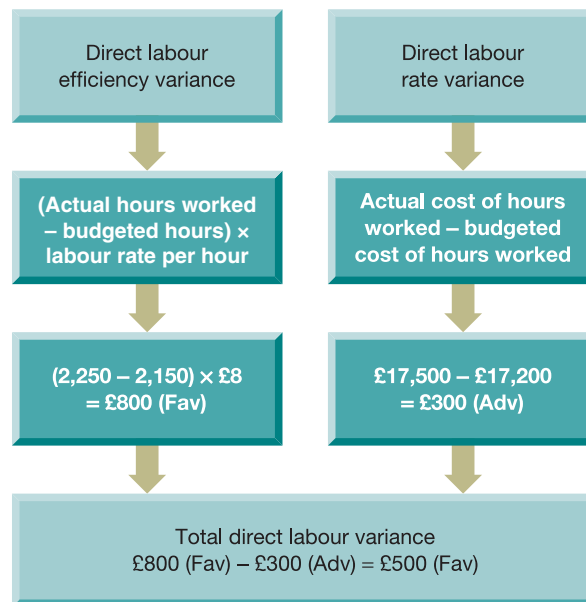 Direct labour
efficiency variance
Direct labour
rate variance
(Actual hours worked
– budgeted hours) ×
labour rate per hour
Actual cost of hours
worked – budgeted
cost of hours worked
(2,250 – 2,150) × £8
= £800 (Fav)
£17,500 – £17,200
= £300 (Adv)
Total direct labour variance
£800 (Fav) – £300 (Adv) = £500 (Fav)